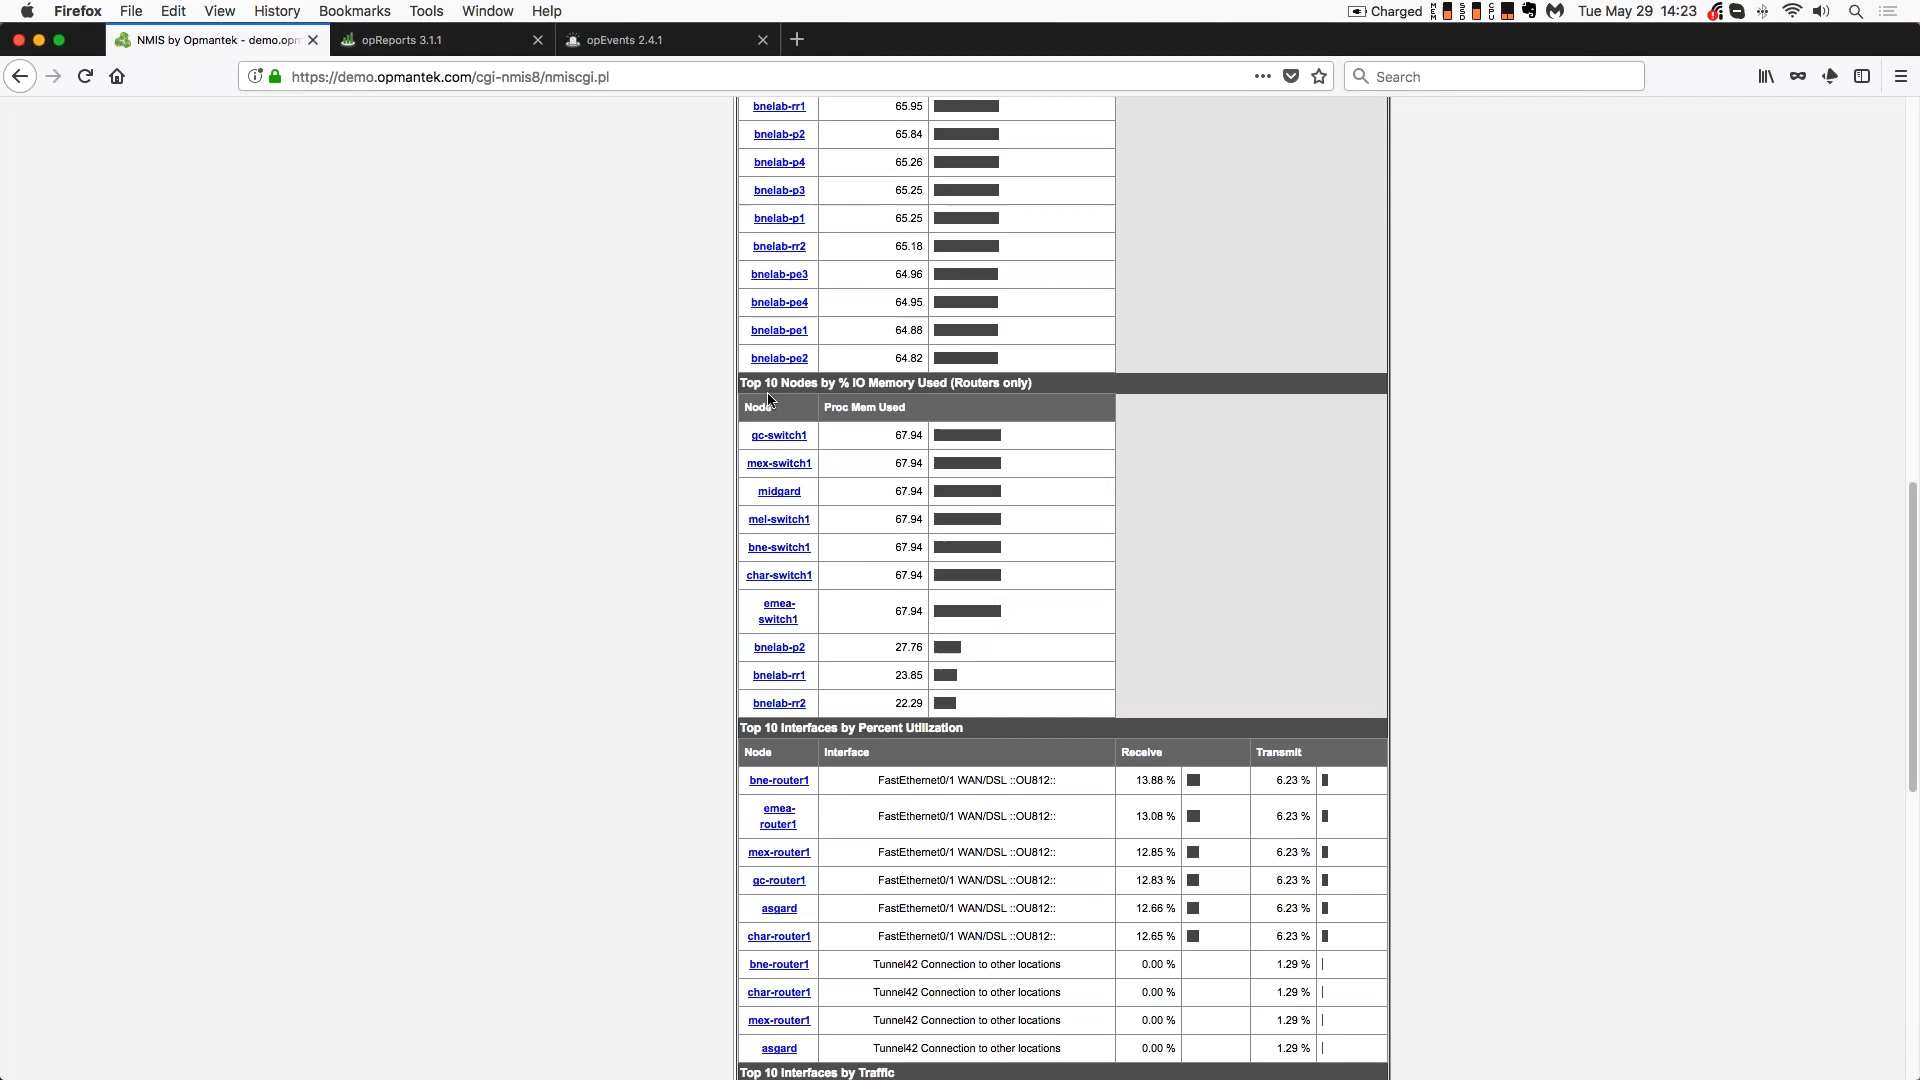 Firefox File Edit View History Bookmarks Tools Window Help Charged Tue May 29 14:23
NMIS by Opmantek - demo.opm opReports 3.1.1 opEvents 2.4.1
https://demo.opmantek.com/cgi-nmis8/nmiscgi.pl Search
bnelab-rr1 65.95
bnelab-p2 65.84
bnelab-p4 65.26
bnelab-p3 65.25
bnelab-p1 65.25
bnelab-rr2 65.18
bnelab-pe3 64.96
bnelab-pe4 64.95
bnelab-pe1 64.88
bnelab-pe2 64.82
Top 10 Nodes by % IO Memory Used (Routers only)
Node Proc Mem Used
gc-switch1 67.94
mex-switch1 67.94
midgard 67.94
mel-switch1 67.94
bne-switch1 67.94
char-switch1 67.94
emea-
switch1 67.94
bnelab-p2 27.76
bnelab-rr1 23.85
bnelab-rr2 22.29
Top 10 Interfaces by Percent Utilization
Node Interface Receive Transmit
bne-router1 FastEthernet0/1 WAN/DSL ::OU812:: 13.88 % 6.23 %
emea-
router1 FastEthernet0/1 WAN/DSL ::OU812:: 13.08 % 6.23 %
mex-router1 FastEthernet0/1 WAN/DSL ::OU812:: 12.85 % 6.23 %
gc-router1 FastEthernet0/1 WAN/DSL ::OU812:: 12.83 % 6.23 %
asgard FastEthernet0/1 WAN/DSL ::OU812:: 12.66 % 6.23 %
char-router1 FastEthernet0/1 WAN/DSL ::OU812:: 12.65 % 6.23 %
bne-router1 Tunnel42 Connection to other locations 0.00 % 1.29 %
char-router1 Tunnel42 Connection to other locations 0.00 % 1.29 %
mex-router1 Tunnel42 Connection to other locations 0.00 % 1.29 %
asgard Tunnel42 Connection to other locations 0.00 % 1.29 %
Top 10 Interfaces by Traffic